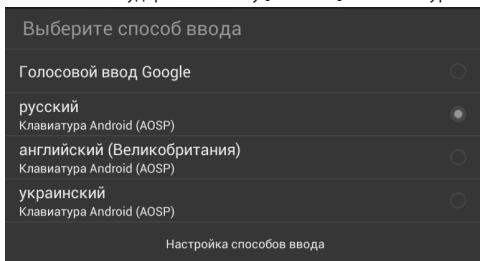 Выберите способ ввода
Голосовой ввод Google
русский
Клавиатура Android (AOSP)
английский (Великобритания)
Клавиатура Android (AOSP)
украинский
Клавиатура Android (AOSP)
Настройка способов ввода